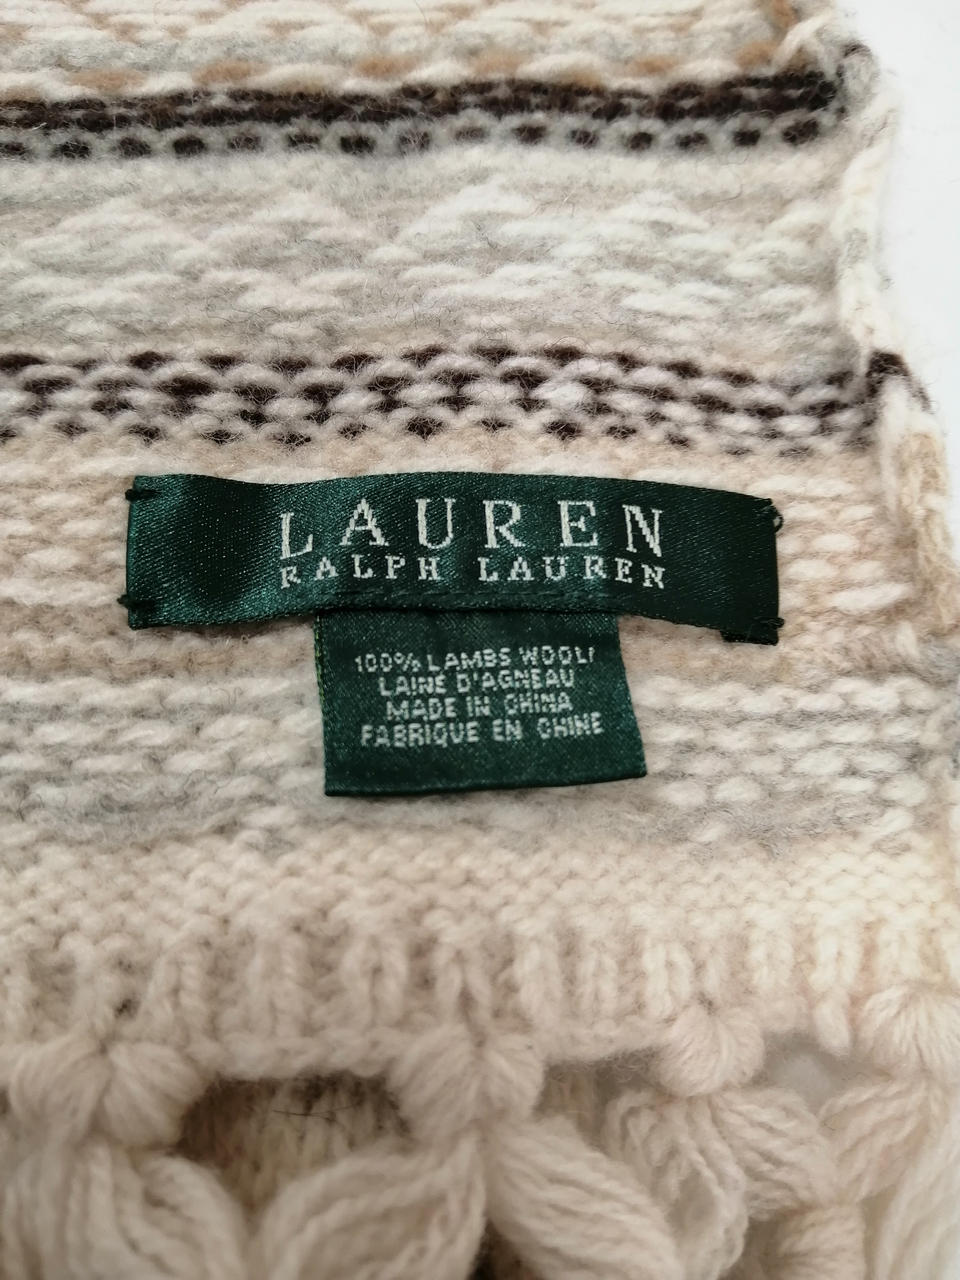 LAUREN
RALPH LAUREN
100% LAMBS WOOL
LAINE D'AGNEAU
MADE IN CHINA
FABRIQUE EN CHINE